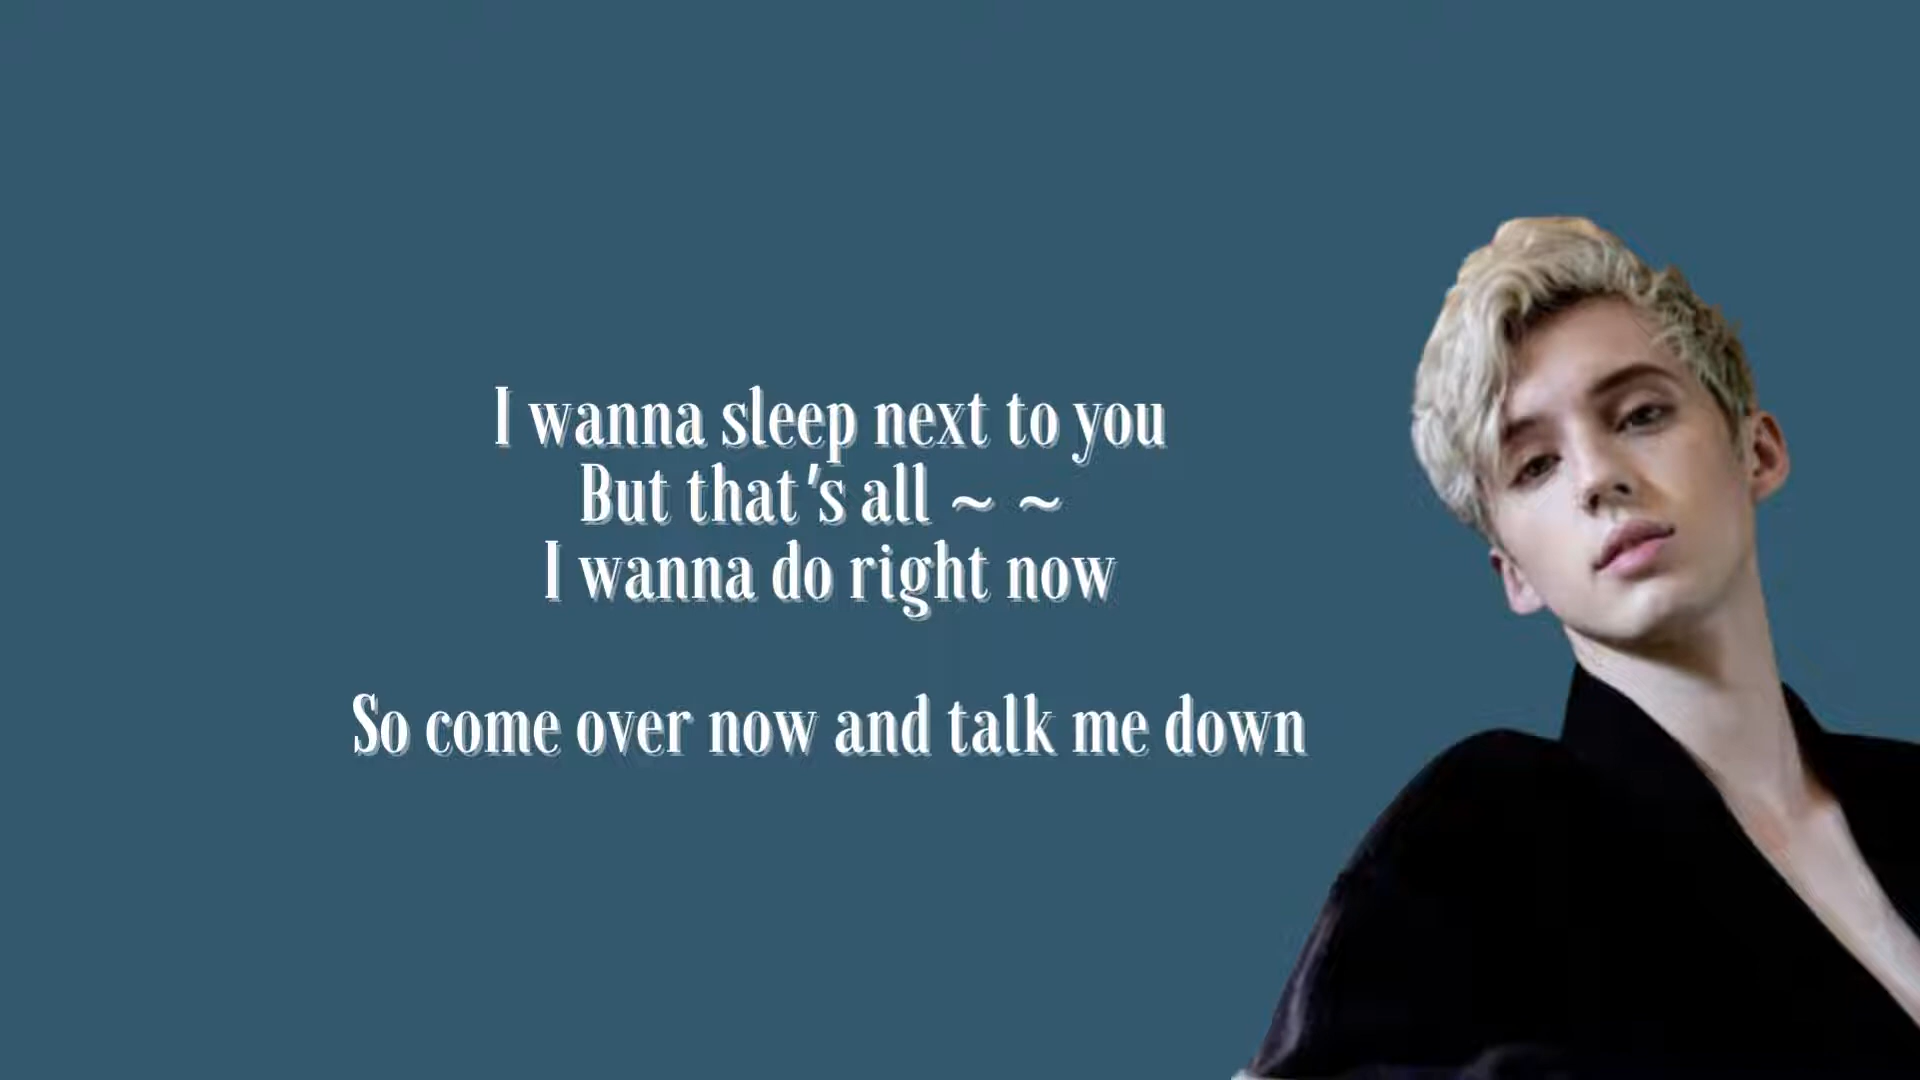 I wanna sleep next to you
But that's all ~ ~
I wanna do right now
So come over now and talk me down